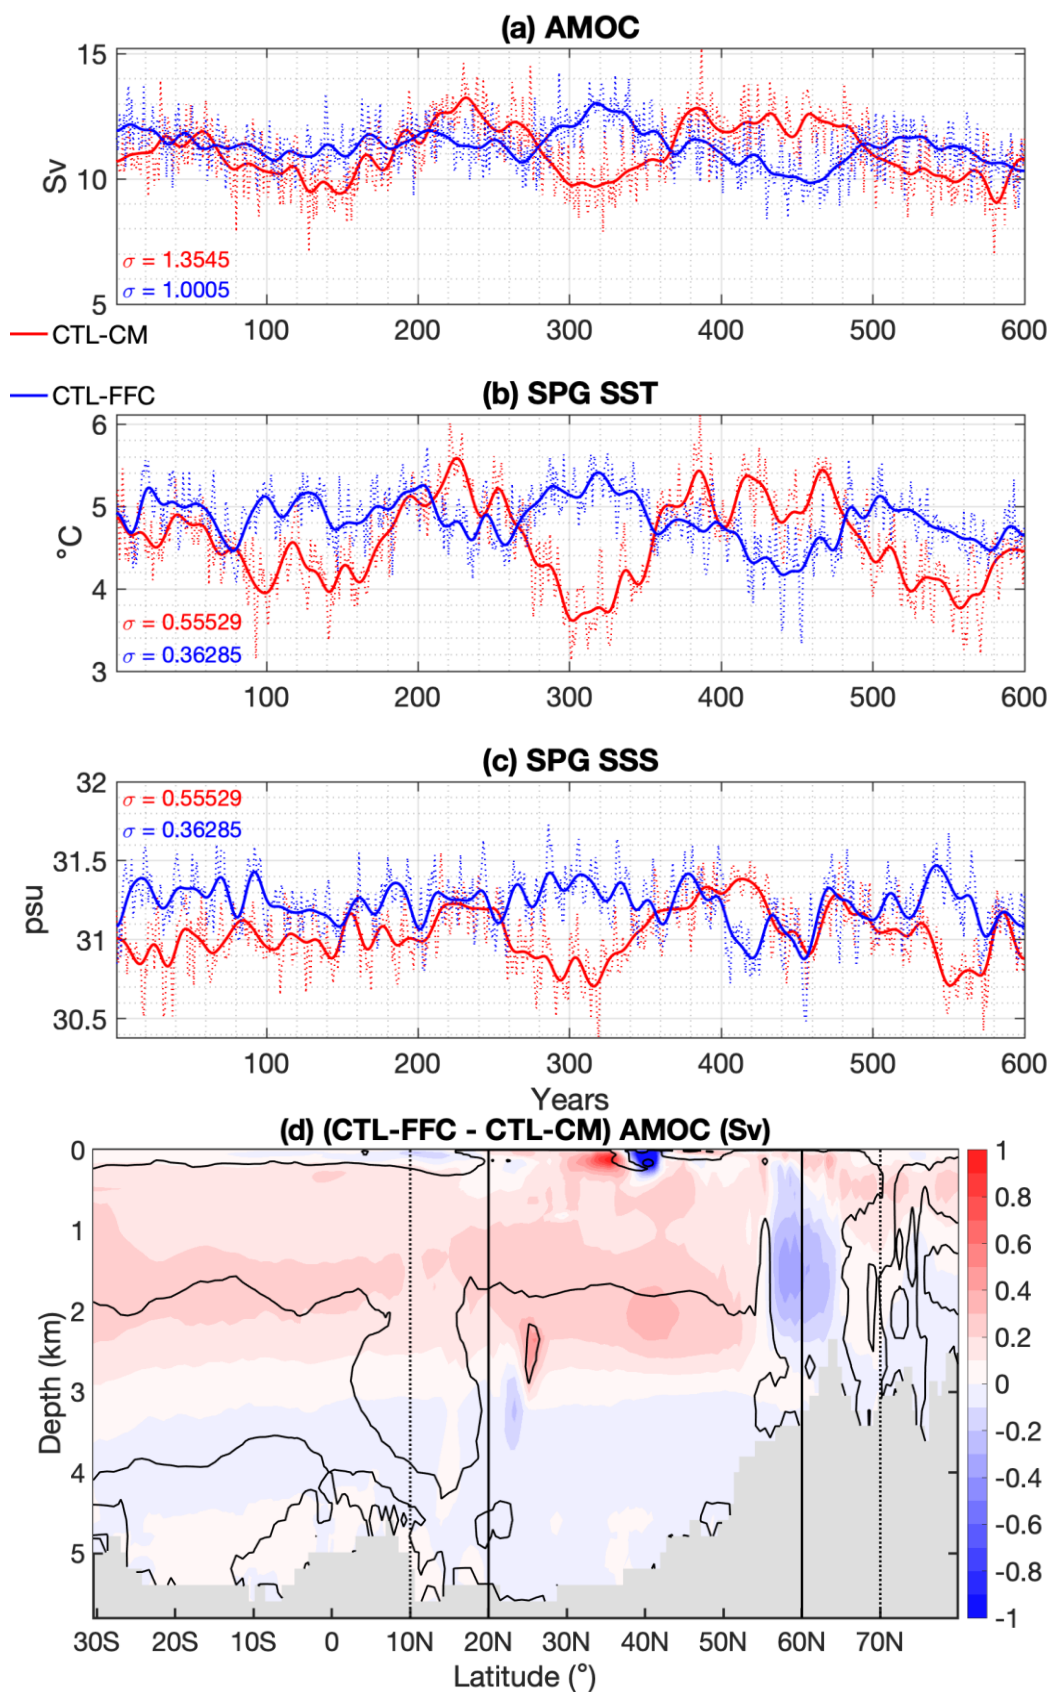 (a) AMOC
15
10
5
Sv
σ = 1.3545
σ = 1.0005
100 200 300 400 500 600
CTL-CM
CTL-FFC
(b) SPG SST
6
5
4
3
°C
σ = 0.55529
σ = 0.36285
100 200 300 400 500 600
(c) SPG SSS
32
31.5
31
30.5
psu
σ = 0.55529
σ = 0.36285
100 200 300 400 500 600
Years
(d) (CTL-FFC - CTL-CM) AMOC (Sv)
0
1
2
3
4
5
Depth (km)
30S 20S 10S 0 10N 20N 30N 40N 50N 60N 70N
Latitude (°)
1
0.8
0.6
0.4
0.2
0
-0.2
-0.4
-0.6
-0.8
-1